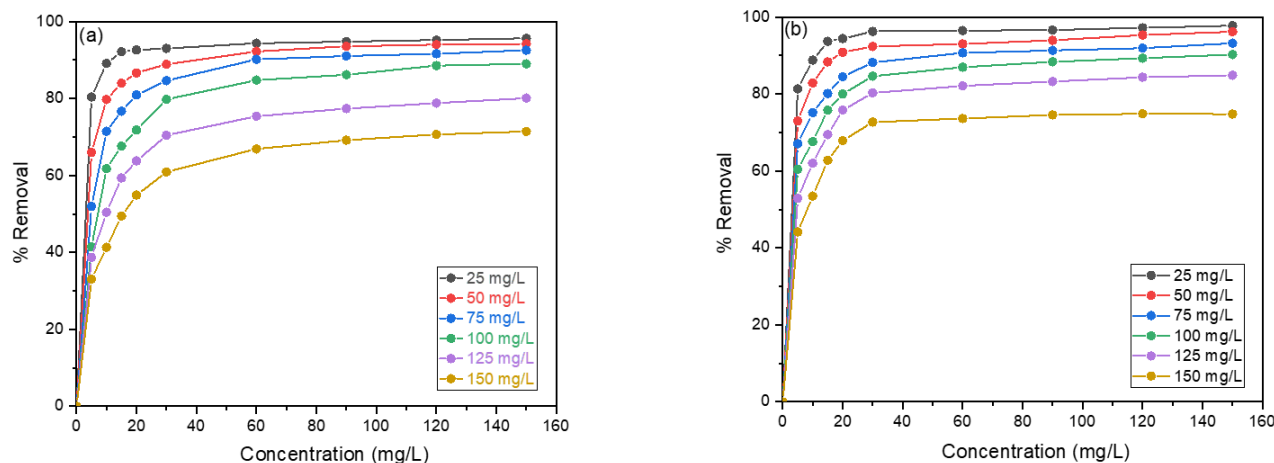 (a)
% Removal
100
80
60
40
20
0
25 mg/L
50 mg/L
75 mg/L
100 mg/L
125 mg/L
150 mg/L
0 20 40 60 80 100 120 140 160
Concentration (mg/L)
(b)
% Removal
100
80
60
40
20
0
25 mg/L
50 mg/L
75 mg/L
100 mg/L
125 mg/L
150 mg/L
0 20 40 60 80 100 120 140 160
Concentration (mg/L)